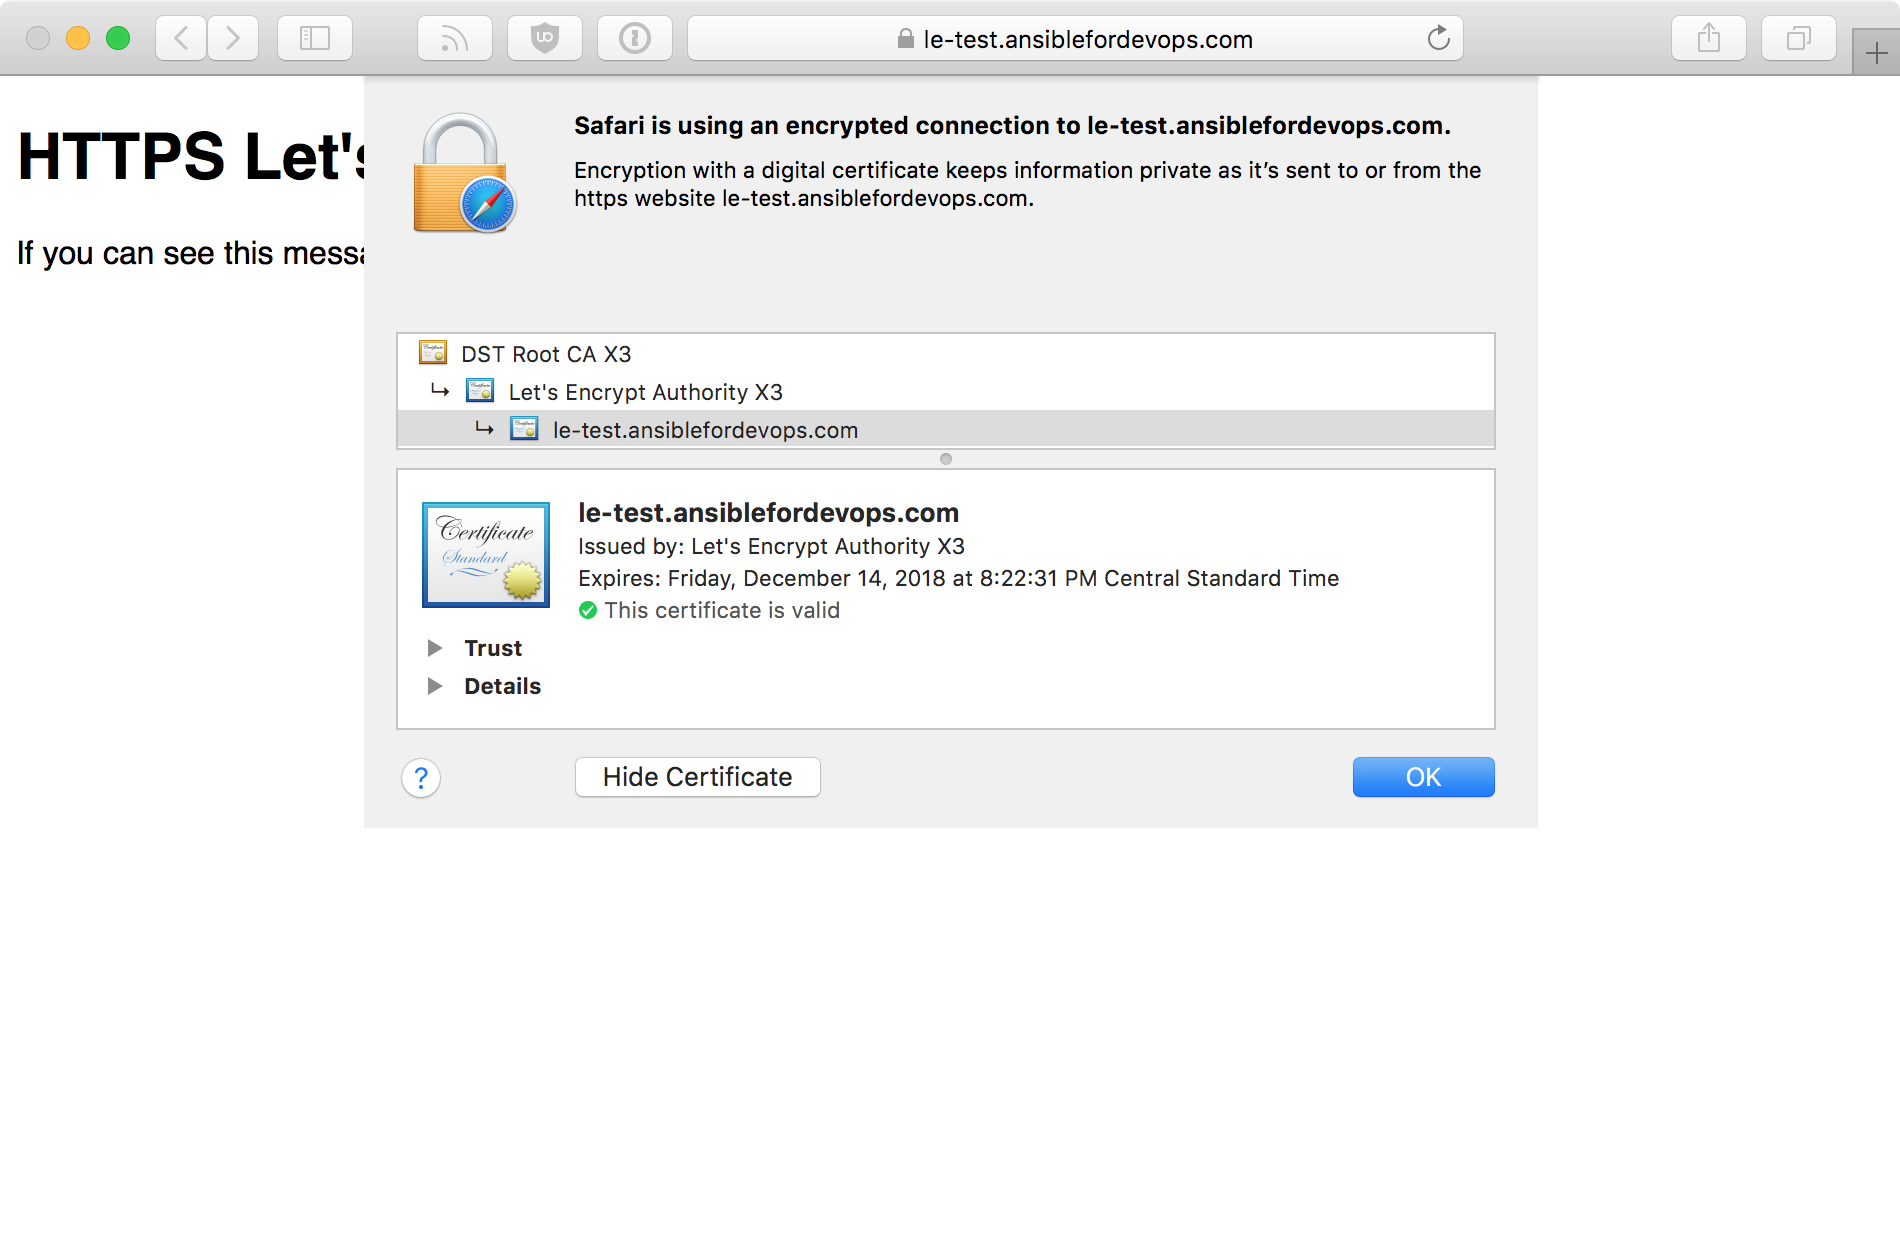 le-test.ansiblefordevops.com
HTTPS Let's
If you can see this messa
Safari is using an encrypted connection to le-test.ansiblefordevops.com.
Encryption with a digital certificate keeps information private as it’s sent to or from the
https website le-test.ansiblefordevops.com.
DST Root CA X3
Let's Encrypt Authority X3
le-test.ansiblefordevops.com
Certificate
Standard
le-test.ansiblefordevops.com
Issued by: Let's Encrypt Authority X3
Expires: Friday, December 14, 2018 at 8:22:31 PM Central Standard Time
This certificate is valid
Trust
Details
?
Hide Certificate
OK